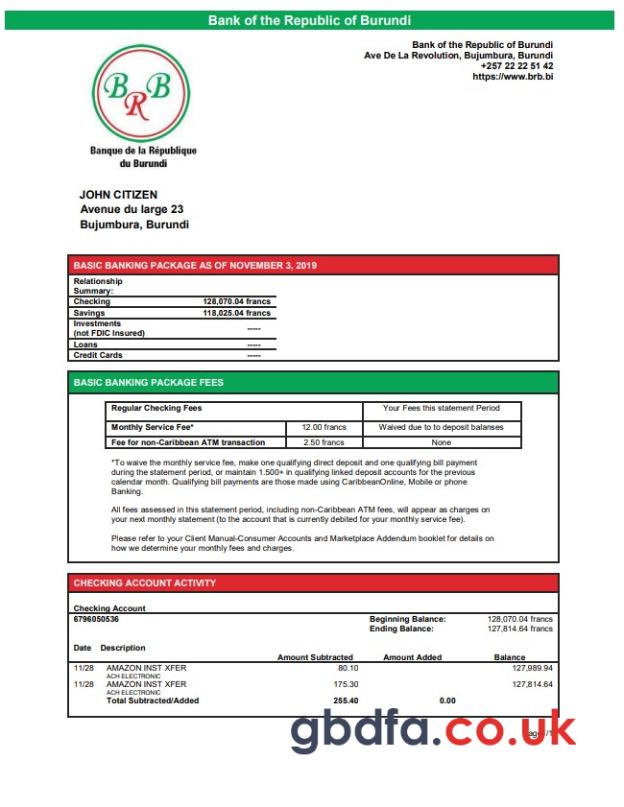 Bank of the Republic of Burundi
Bank of the Republic of Burundi
Ave De La Revolution, Bujumbura, Burundi
+257 22 22 51 42
https://www.brb.bi
BRB
Banque de la République
du Burundi
JOHN CITIZEN
Avenue du large 23
Bujumbura, Burundi
BASIC BANKING PACKAGE AS OF NOVEMBER 3, 2019
Relationship
Summary:
Checking 128,070.04 francs
Savings 118,025.04 francs
Investments
(not FDIC Insured) -----
Loans -----
Credit Cards -----
BASIC BANKING PACKAGE FEES
Regular Checking Fees Your Fees this statement Period
Monthly Service Fee* 12.00 francs Waived due to to deposit balanses
Fee for non-Caribbean ATM transaction 2.50 francs None
*To waive the monthly service fee, make one qualifying direct deposit and one qualifying bill payment
during the statement period, or maintain 1.500+ in qualifying linked deposit accounts for the previous
calendar month. Qualifying bill payments are those made using CaribbeanOnline, Mobile or phone
Banking.
All fees assessed in this statement period, including non-Caribbean ATM fees, will appear as charges on
your next monthly statement (to the account that is currently debited for your monthly service fee).
Please refer to your Client Manual-Consumer Accounts and Marketplace Addendum booklet for details on
how we determine your monthly fees and charges.
CHECKING ACCOUNT ACTIVITY
Checking Account
6796050536 Beginning Balance: 128,070.04 francs
Ending Balance: 127,814.64 francs
Date Description
Amount Subtracted Amount Added Balance
11/28 AMAZON INST XFER 80.10 127,989.94
ACH ELECTRONIC
11/28 AMAZON INST XFER 175.30 127,814.64
ACH ELECTRONIC
Total Subtracted/Added 255.40 0.00
gbdfa.co.uk